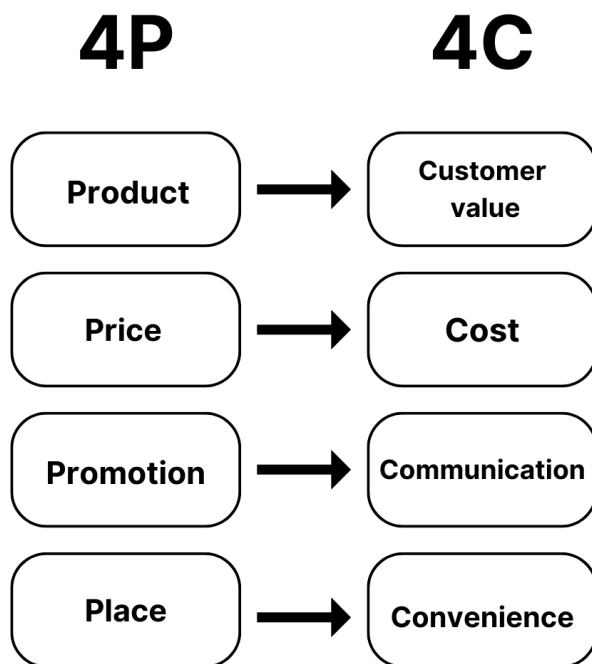 4P 4C
Product Customer
value
Price Cost
Promotion Communication
Place Convenience